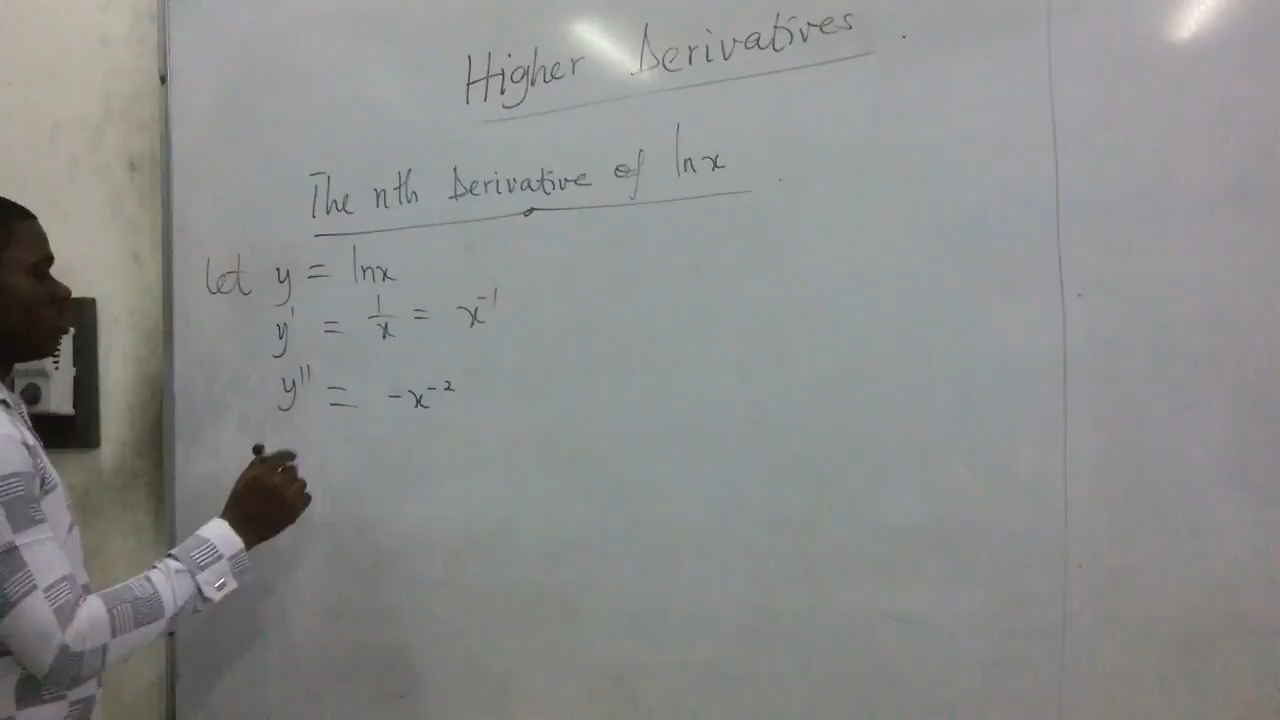 Higher Derivatives.
The nth Derivative of lnx.
let y = lnx
y' = 1/x = x⁻¹
y'' = -x⁻²